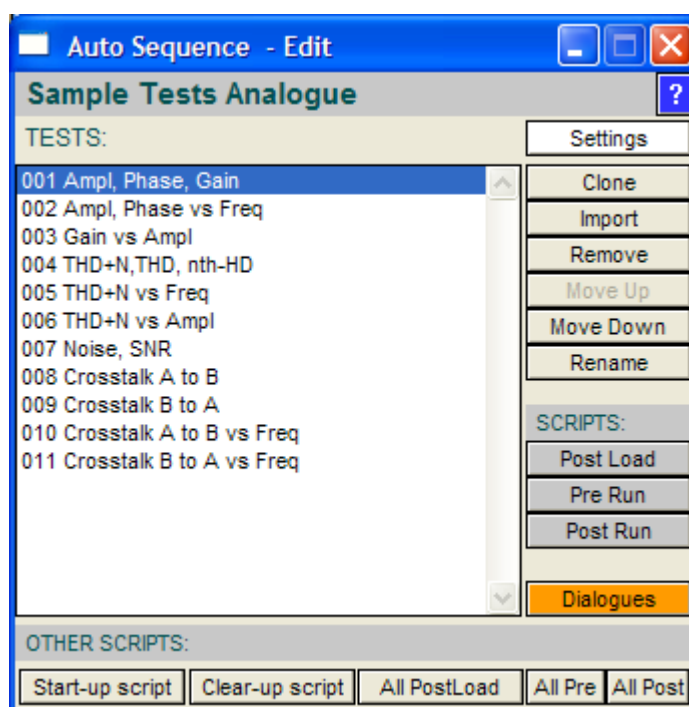 Auto Sequence - Edit
Sample Tests Analogue
?
TESTS:
Settings
001 Ampl, Phase, Gain
002 Ampl, Phase vs Freq
003 Gain vs Ampl
004 THD+N,THD, nth-HD
005 THD+N vs Freq
006 THD+N vs Ampl
007 Noise, SNR
008 Crosstalk A to B
009 Crosstalk B to A
010 Crosstalk A to B vs Freq
011 Crosstalk B to A vs Freq
Clone
Import
Remove
Move Up
Move Down
Rename
SCRIPTS:
Post Load
Pre Run
Post Run
Dialogues
OTHER SCRIPTS:
Start-up script Clear-up script All PostLoad All Pre All Post